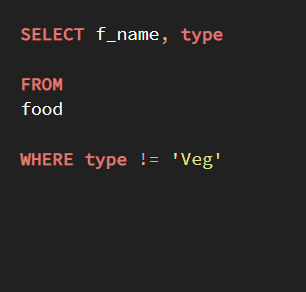 SELECT f_name, type
FROM
food
WHERE type != 'Veg'